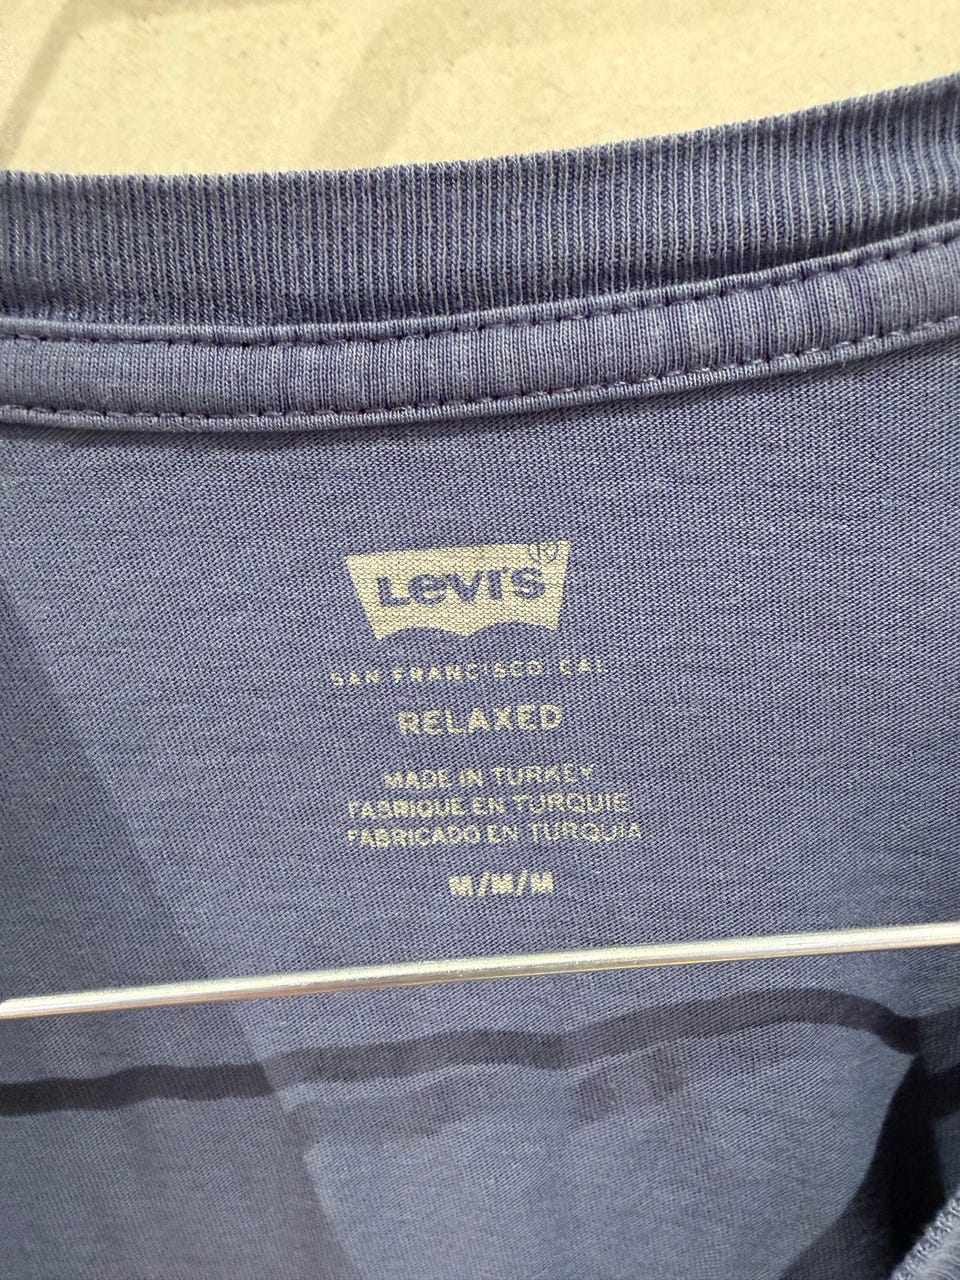 Levi's®
SAN FRANCISCO, CAL
RELAXED
MADE IN TURKEY
FABRIQUE EN TURQUIE
FABRICADO EN TURQUIA
M/M/M